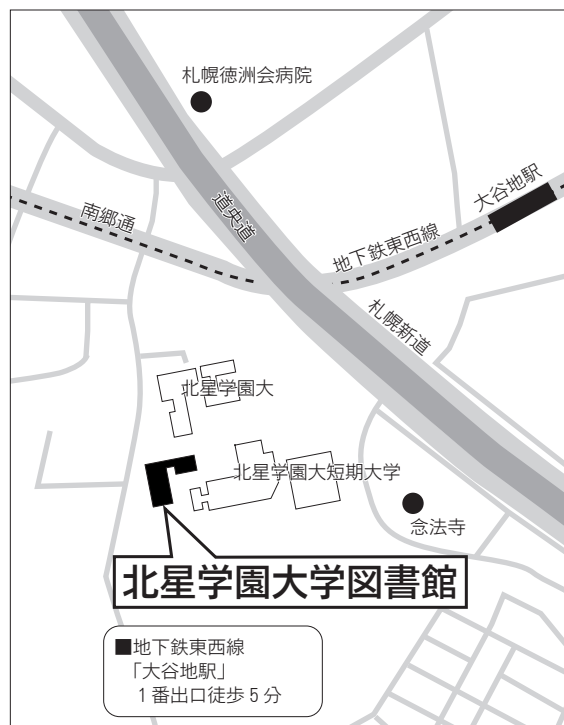 札幌徳洲会病院
大谷地駅
道央道
南郷通
地下鉄東西線
札幌新道
北星学園大
北星学園大短期大学
念法寺
北星学園大学図書館
■地下鉄東西線
「大谷地駅」
1番出口徒歩5分